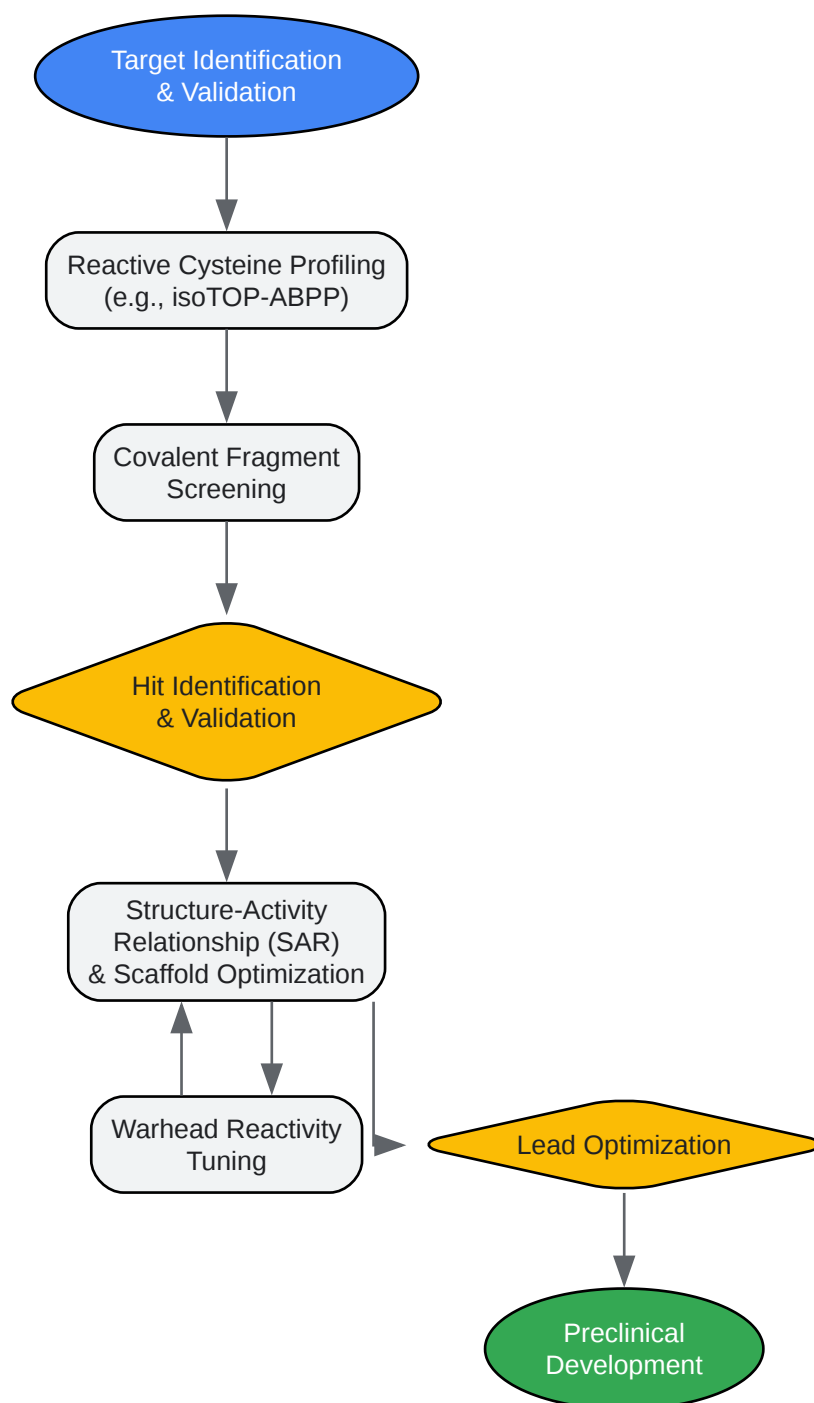 Target Identification
& Validation
Reactive Cysteine Profiling
(e.g., isoTOP-ABPP)
Covalent Fragment
Screening
Hit Identification
& Validation
Structure-Activity
Relationship (SAR)
& Scaffold Optimization
Warhead Reactivity
Tuning
Lead Optimization
Preclinical
Development